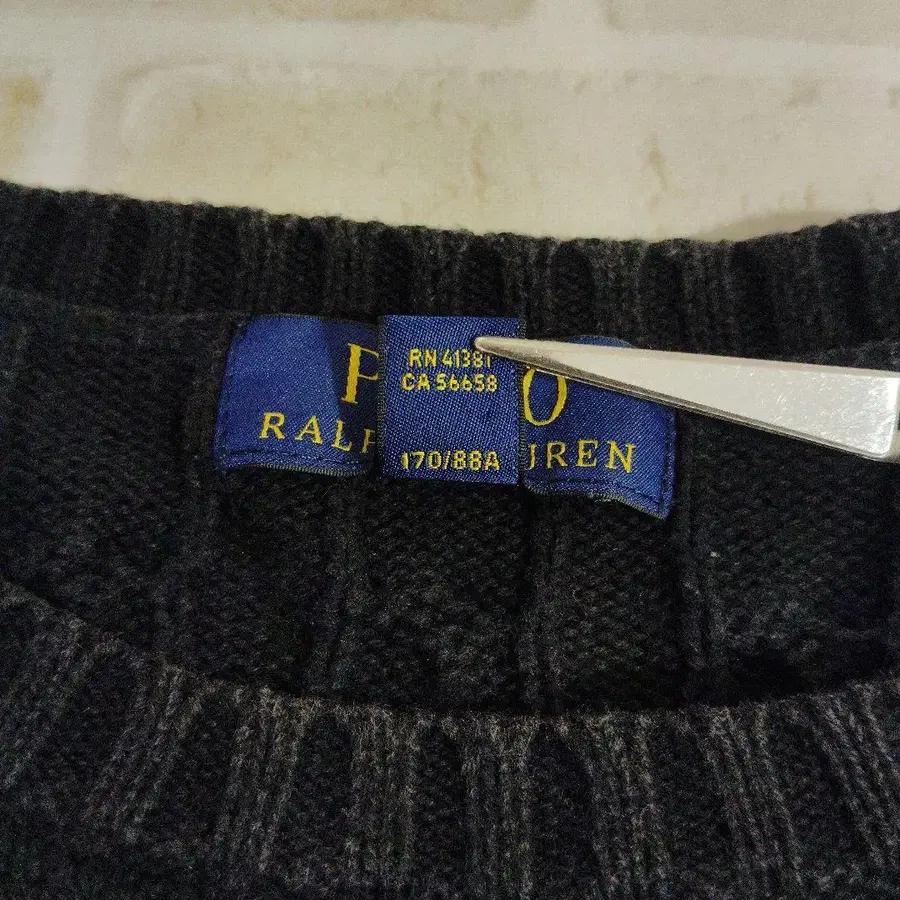 RN 41381
CA 56658
170/88A
P O
RALP UREN